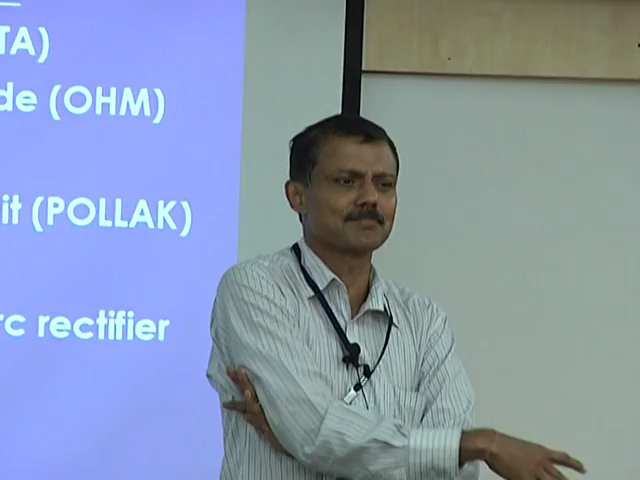 TA)
de (OHM)
it (POLLAK)
rc rectifier